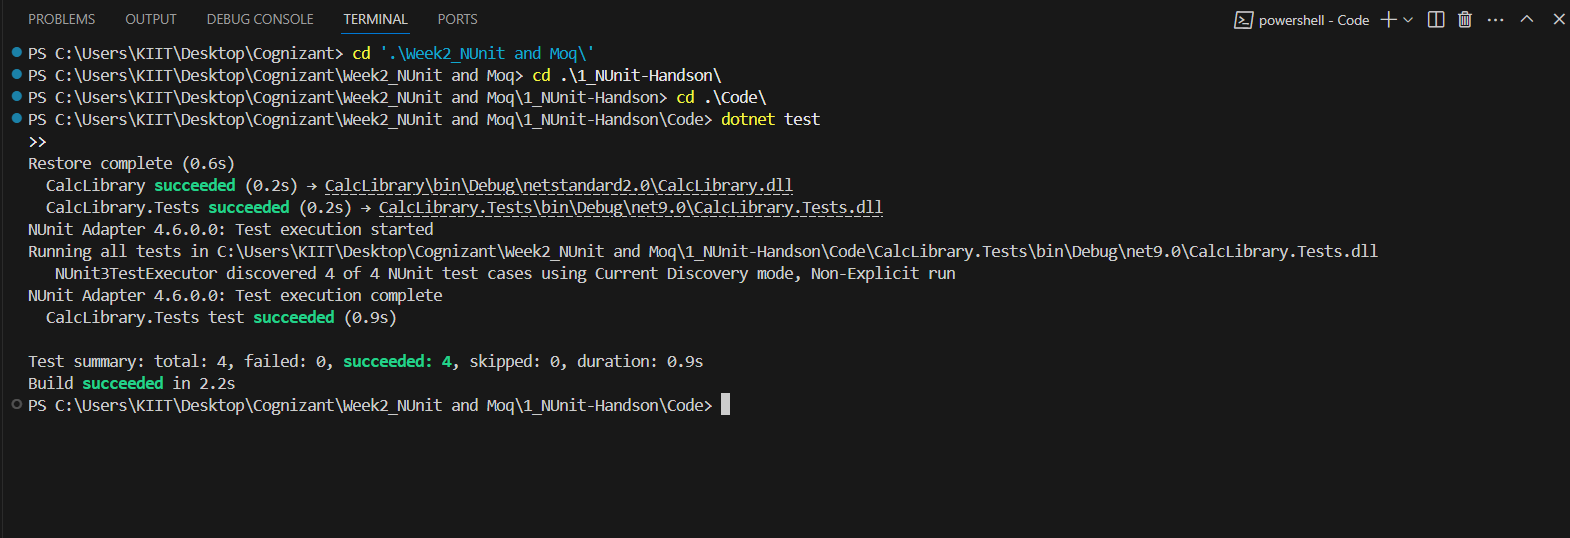 PROBLEMS OUTPUT DEBUG CONSOLE TERMINAL PORTS powershell - Code
PS C:\Users\KIIT\Desktop\Cognizant> cd '.\Week2_NUnit and Moq\'
PS C:\Users\KIIT\Desktop\Cognizant\Week2_NUnit and Moq> cd .\1_NUnit-Handson\
PS C:\Users\KIIT\Desktop\Cognizant\Week2_NUnit and Moq\1_NUnit-Handson> cd .\Code\
PS C:\Users\KIIT\Desktop\Cognizant\Week2_NUnit and Moq\1_NUnit-Handson\Code> dotnet test
>>
Restore complete (0.6s)
  CalcLibrary succeeded (0.2s) → CalcLibrary\bin\Debug\netstandard2.0\CalcLibrary.dll
  CalcLibrary.Tests succeeded (0.2s) → CalcLibrary.Tests\bin\Debug\net9.0\CalcLibrary.Tests.dll
NUnit Adapter 4.6.0.0: Test execution started
Running all tests in C:\Users\KIIT\Desktop\Cognizant\Week2_NUnit and Moq\1_NUnit-Handson\Code\CalcLibrary.Tests\bin\Debug\net9.0\CalcLibrary.Tests.dll
   NUnit3TestExecutor discovered 4 of 4 NUnit test cases using Current Discovery mode, Non-Explicit run
NUnit Adapter 4.6.0.0: Test execution complete
  CalcLibrary.Tests test succeeded (0.9s)
Test summary: total: 4, failed: 0, succeeded: 4, skipped: 0, duration: 0.9s
Build succeeded in 2.2s
PS C:\Users\KIIT\Desktop\Cognizant\Week2_NUnit and Moq\1_NUnit-Handson\Code>